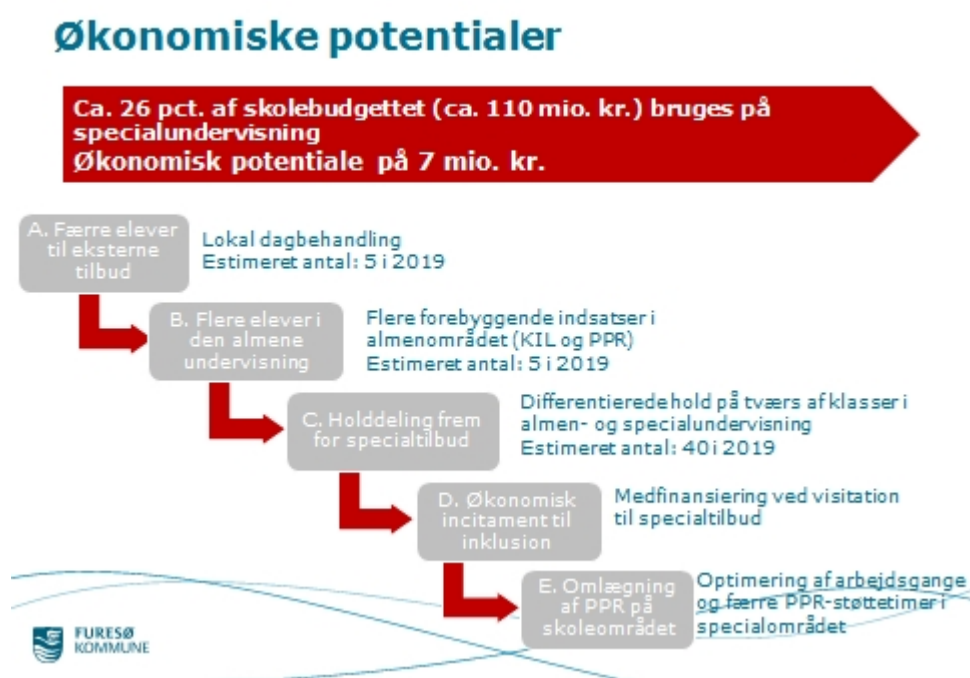 Økonomiske potentialer
Ca. 26 pct. af skolebudgettet (ca. 110 mio. kr.) bruges på
specialundervisning
Økonomisk potentiale på 7 mio. kr.
A. Færre elever
til eksterne
tilbud
Lokal dagbehandling
Estimeret antal: 5 i 2019
B. Flere elever i
den almene
undervisning
Flere forebyggende indsatser i
almenområdet (KIL og PPR)
Estimeret antal: 5 i 2019
C. Holddeling frem
for specialtilbud
Differentierede hold på tværs af klasser i
almen- og specialundervisning
Estimeret antal: 40 i 2019
D. Økonomisk
incitament til
inklusion
Medfinansiering ved visitation
til specialtilbud
E. Omlægning
af PPR på
skoleområdet
Optimering af arbejdsgange
og færre PPR-støttetimer i
specialområdet
FURESØ
KOMMUNE